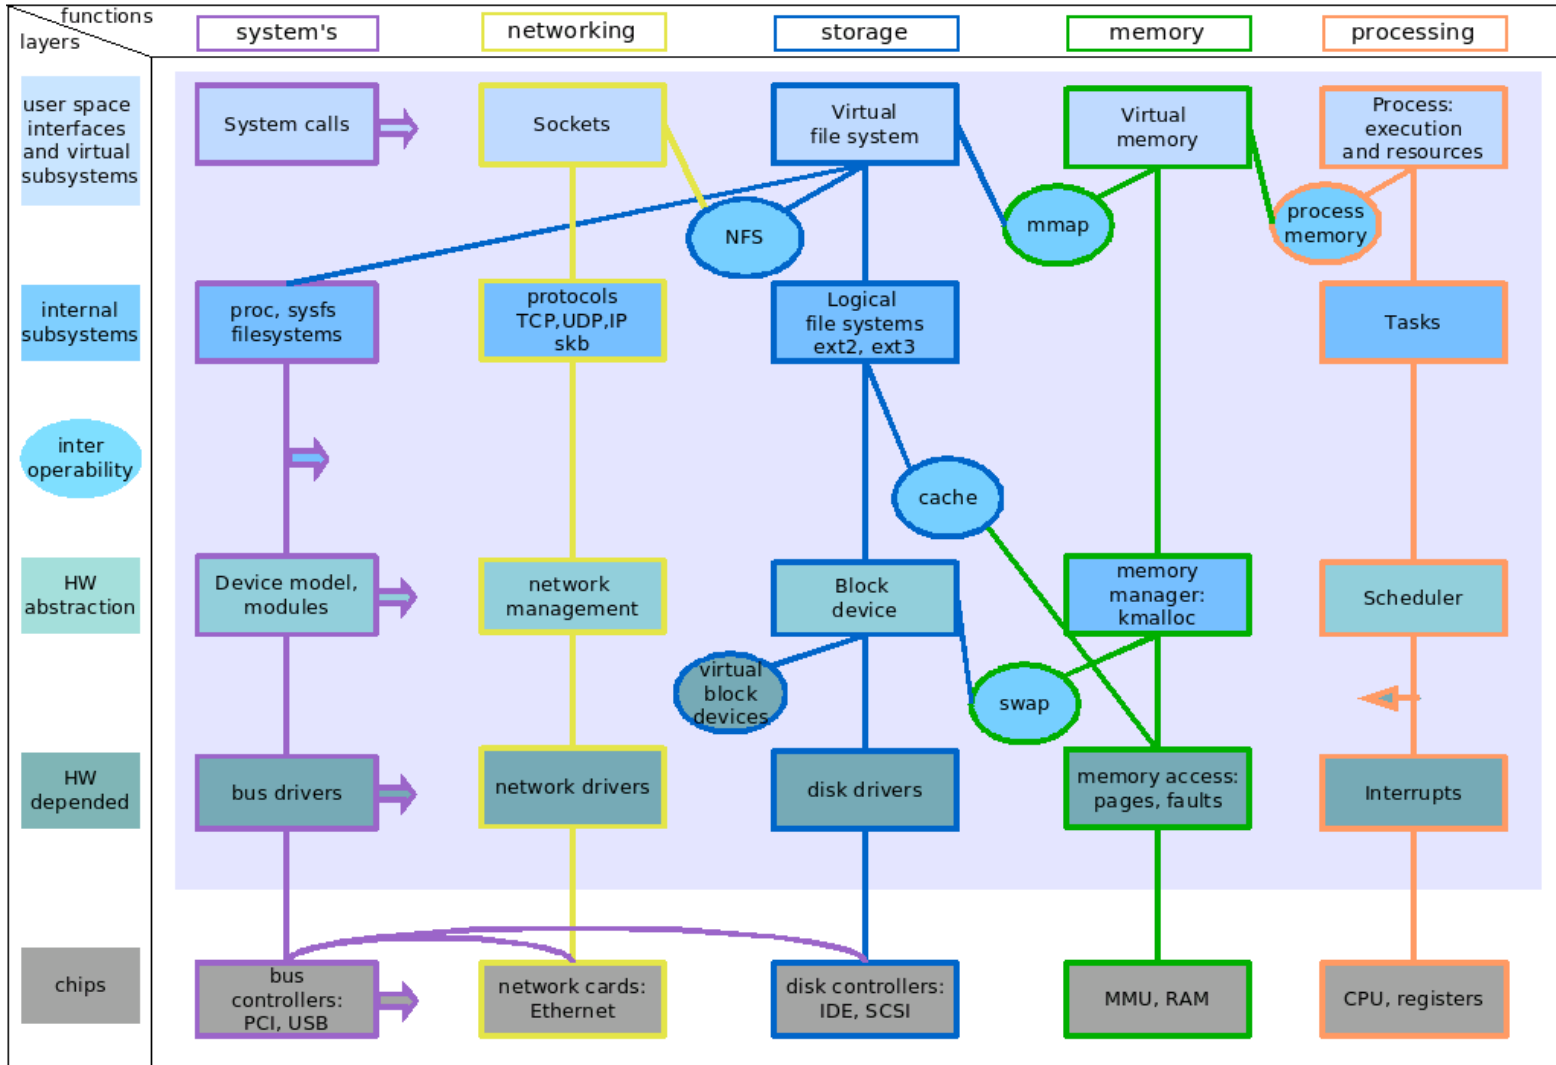 functions
layers
system's
networking
storage
memory
processing
user space
interfaces
and virtual
subsystems
System calls
Sockets
Virtual
file system
Virtual
memory
Process:
execution
and resources
NFS
mmap
process
memory
internal
subsystems
proc, sysfs
filesystems
protocols
TCP,UDP,IP
skb
Logical
file systems
ext2, ext3
Tasks
inter
operability
cache
HW
abstraction
Device model,
modules
network
management
Block
device
memory
manager:
kmalloc
Scheduler
virtual
block
devices
swap
HW
depended
bus drivers
network drivers
disk drivers
memory access:
pages, faults
Interrupts
chips
bus
controllers:
PCI, USB
network cards:
Ethernet
disk controllers:
IDE, SCSI
MMU, RAM
CPU, registers